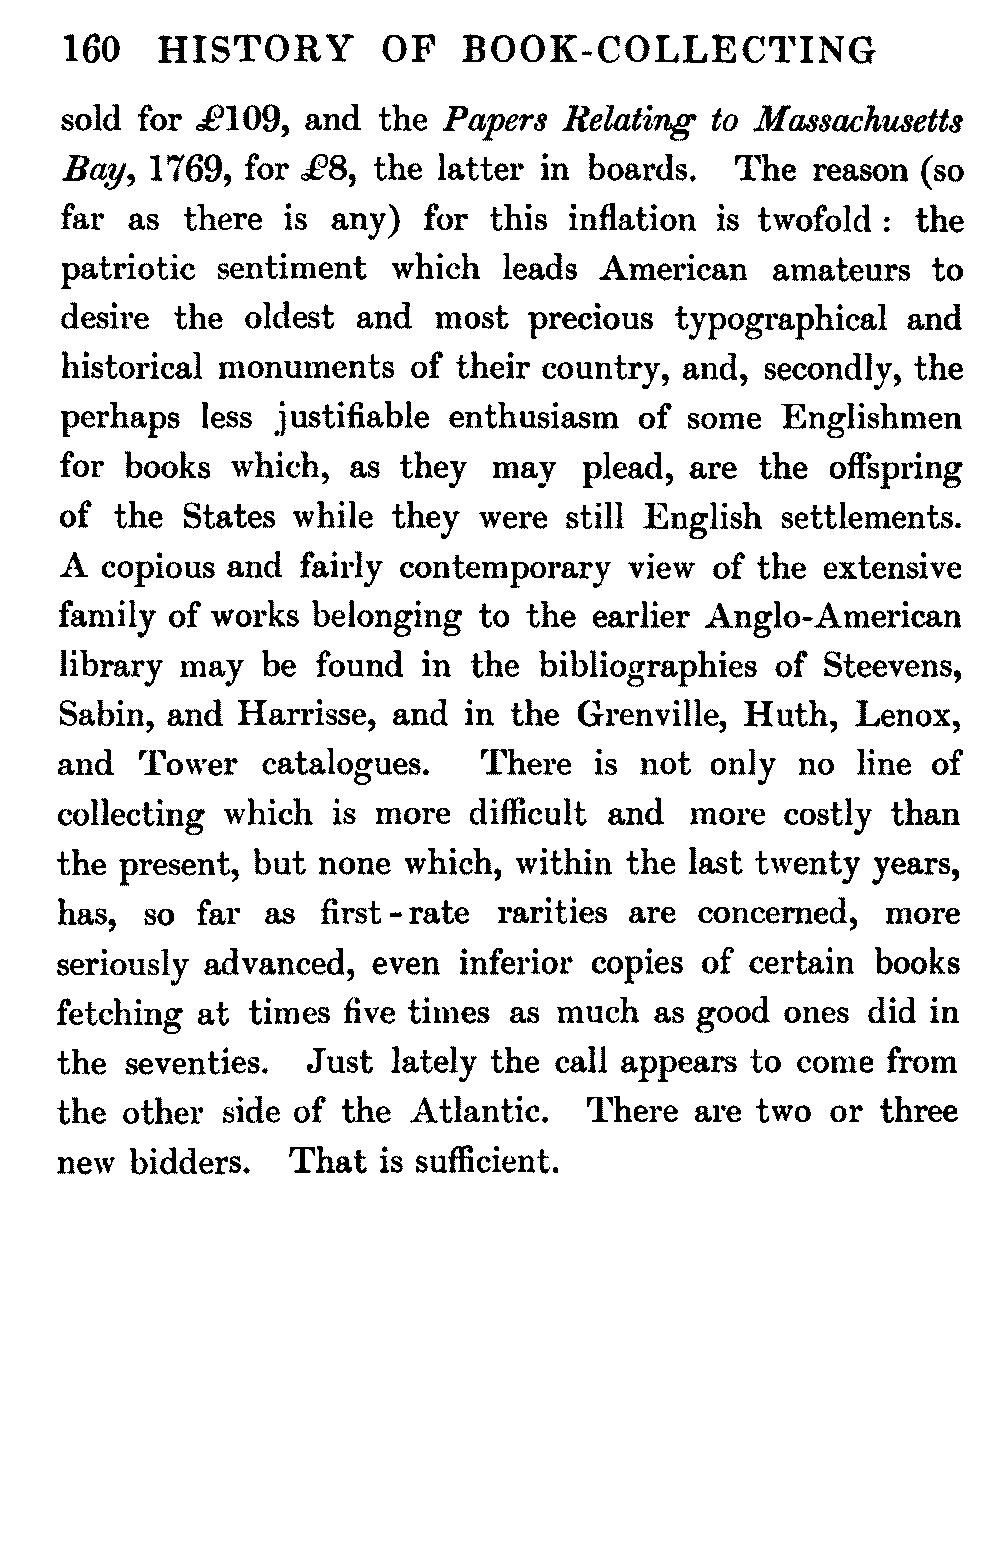 160 HISTORY OF BOOK-COLLECTING
sold for £109, and the Papers Relating to Massachusetts
Bay, 1769, for £8, the latter in boards. The reason (so
far as there is any) for this inflation is twofold : the
patriotic sentiment which leads American amateurs to
desire the oldest and most precious typographical and
historical monuments of their country, and, secondly, the
perhaps less justifiable enthusiasm of some Englishmen
for books which, as they may plead, are the offspring
of the States while they were still English settlements.
A copious and fairly contemporary view of the extensive
family of works belonging to the earlier Anglo-American
library may be found in the bibliographies of Steevens,
Sabin, and Harrisse, and in the Grenville, Huth, Lenox,
and Tower catalogues. There is not only no line of
collecting which is more difficult and more costly than
the present, but none which, within the last twenty years,
has, so far as first-rate rarities are concerned, more
seriously advanced, even inferior copies of certain books
fetching at times five times as much as good ones did in
the seventies. Just lately the call appears to come from
the other side of the Atlantic. There are two or three
new bidders. That is sufficient.